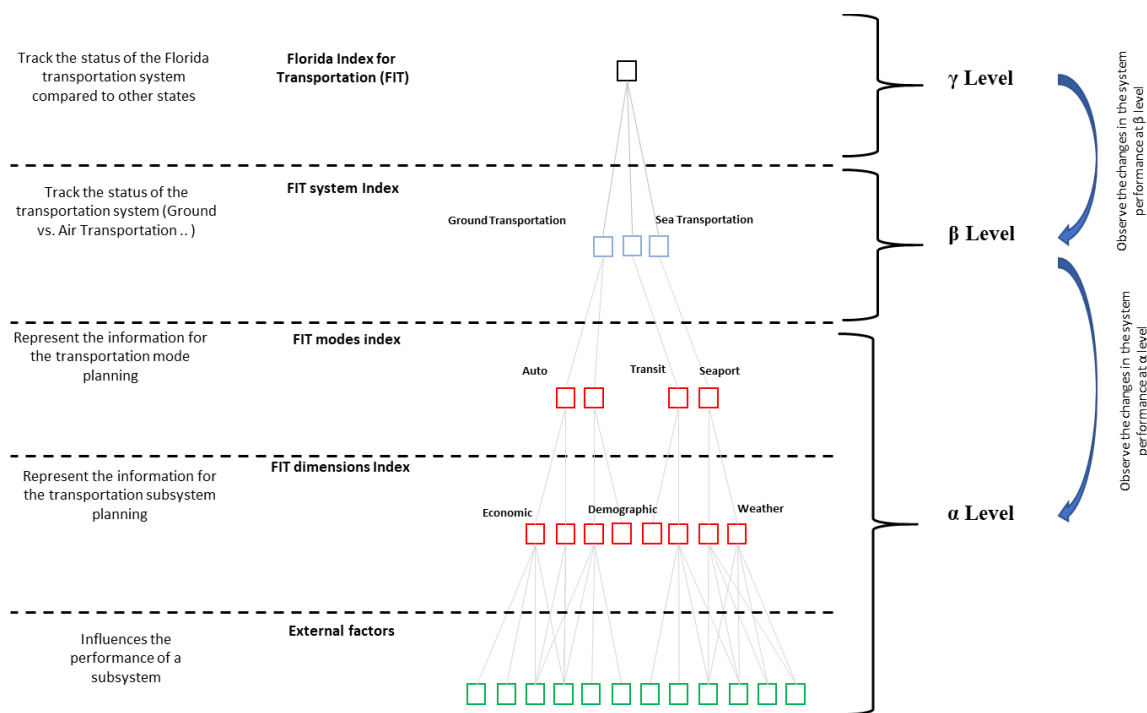 Track the status of the Florida
transportation system
compared to other states
Florida Index for
Transportation (FIT)
γ Level
Observe the changes in the system
performance at β level
Track the status of the
transportation system (Ground
vs. Air Transportation .. )
FIT system Index
Ground Transportation
Sea Transportation
β Level
Represent the information for
the transportation mode
planning
FIT modes index
Auto
Transit
Seaport
Observe the changes in the system
performance at α level
Represent the information for
the transportation subsystem
planning
FIT dimensions Index
Economic
Demographic
Weather
α Level
Influences the
performance of a
subsystem
External factors